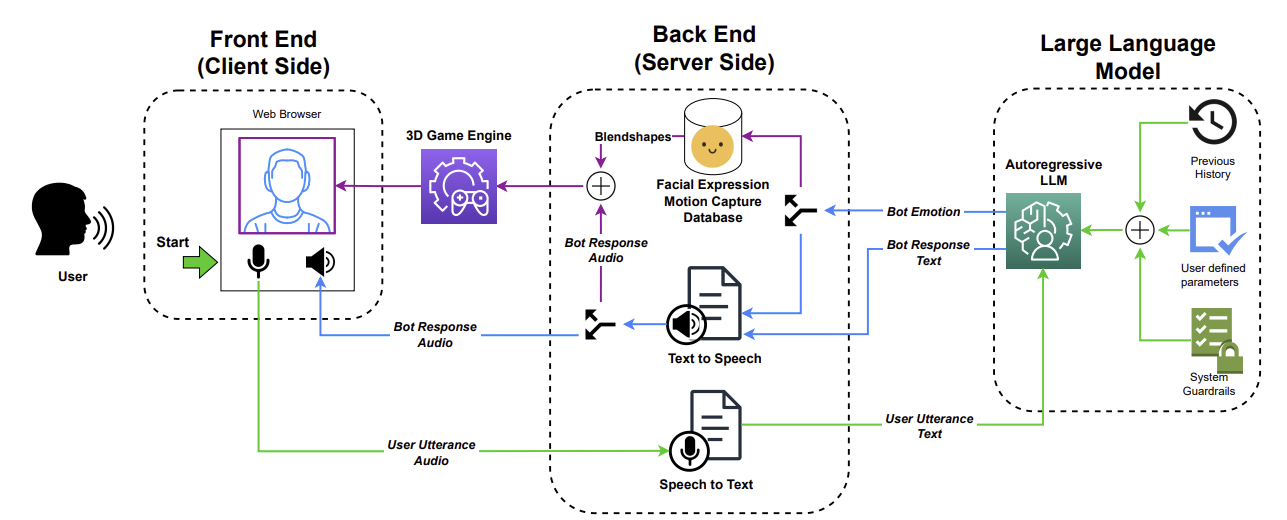 Front End
(Client Side)
Back End
(Server Side)
Large Language
Model
Web Browser
3D Game Engine
Blendshapes
Facial Expression
Motion Capture
Database
Autoregressive
LLM
Previous
History
User
Start
Bot Emotion
Bot Response
Text
Bot Response
Audio
User defined
parameters
Bot Response
Audio
Text to Speech
System
Guardrails
User Utterance
Audio
User Utterance
Text
Speech to Text